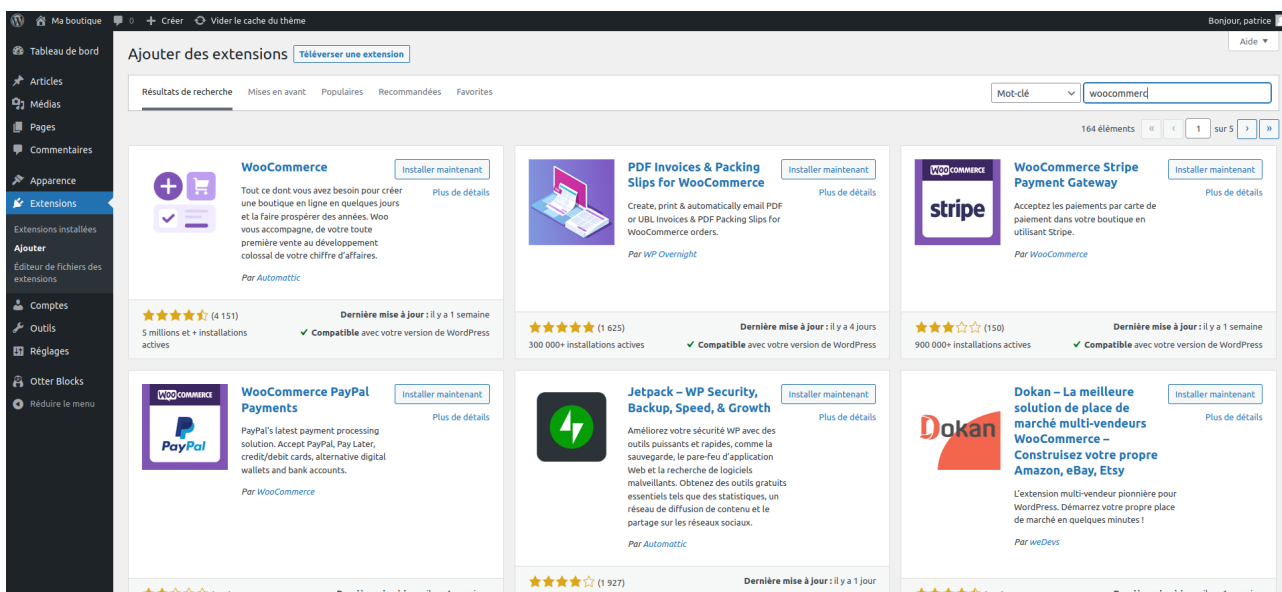 Ma boutique
0
Créer
Vider le cache du thème
Bonjour, patrice
Tableau de bord
Articles
Médias
Pages
Commentaires
Apparence
Extensions
Extensions installées
Ajouter
Éditeur de fichiers des
extensions
Comptes
Outils
Réglages
Otter Blocks
Réduire le menu
Aide
Ajouter des extensions
Téléverser une extension
Résultats de recherche
Mises en avant
Populaires
Recommandées
Favorites
Mot-clé
woocommerc
164 éléments
«
‹
1
sur 5
›
»
WooCommerce
Installer maintenant
Plus de détails
Tout ce dont vous avez besoin pour créer
une boutique en ligne en quelques jours
et la faire prospérer des années. Woo
vous accompagne, de votre toute
première vente au développement
colossal de votre chiffre d'affaires.
Par Automattic
(4 151)
5 millions et + installations
actives
Dernière mise à jour : il y a 1 semaine
Compatible avec votre version de WordPress
PDF Invoices & Packing
Slips for WooCommerce
Installer maintenant
Plus de détails
Create, print & automatically email PDF
or UBL Invoices & PDF Packing Slips for
WooCommerce orders.
Par WP Overnight
(1 625)
300 000+ installations actives
Dernière mise à jour : il y a 4 jours
Compatible avec votre version de WordPress
WOO COMMERCE
stripe
WooCommerce Stripe
Payment Gateway
Installer maintenant
Plus de détails
Acceptez les paiements par carte de
paiement dans votre boutique en
utilisant Stripe.
Par WooCommerce
(150)
900 000+ installations actives
Dernière mise à jour : il y a 1 semaine
Compatible avec votre version de WordPress
WOO COMMERCE
PayPal
WooCommerce PayPal
Payments
Installer maintenant
Plus de détails
PayPal's latest payment processing
solution. Accept PayPal, Pay Later,
credit/debit cards, alternative digital
wallets and bank accounts.
Par WooCommerce
Jetpack – WP Security,
Backup, Speed, & Growth
Installer maintenant
Plus de détails
Améliorez votre sécurité WP avec des
outils puissants et rapides, comme la
sauvegarde, le pare-feu d'application
Web et la recherche de logiciels
malveillants. Obtenez des outils gratuits
essentiels tels que des statistiques, un
réseau de diffusion de contenu et le
partage sur les réseaux sociaux.
Par Automattic
(1 927)
Dernière mise à jour : il y a 1 jour
Dokan
Dokan – La meilleure
solution de place de
marché multi-vendeurs
WooCommerce –
Construisez votre propre
Amazon, eBay, Etsy
Installer maintenant
Plus de détails
L'extension multi-vendeur pionnière pour
WordPress. Démarrez votre propre place
de marché en quelques minutes !
Par weDevs